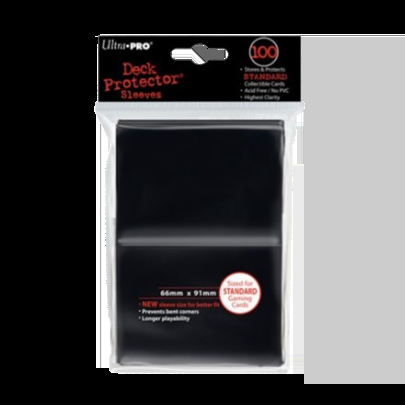 Ultra•PRO®
Deck
Protector®
Sleeves
100
• Stores & Protects
STANDARD
Collectible Cards
• Acid Free / No PVC
• Highest Clarity
66mm x 91mm
• NEW sleeve size for better fit
• Prevents bent corners
• Longer playability
Sized for
STANDARD
Gaming
Cards